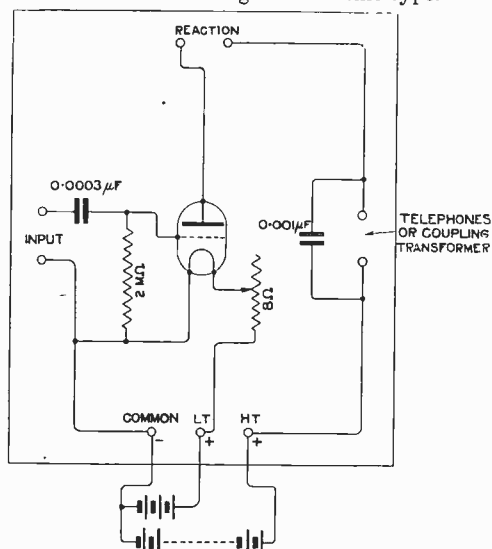 REACTION
0·0003µF
INPUT
2 MΩ
8Ω
0·001µF
TELEPHONES
OR COUPLING
TRANSFORMER
COMMON
LT
HT
-
+
+